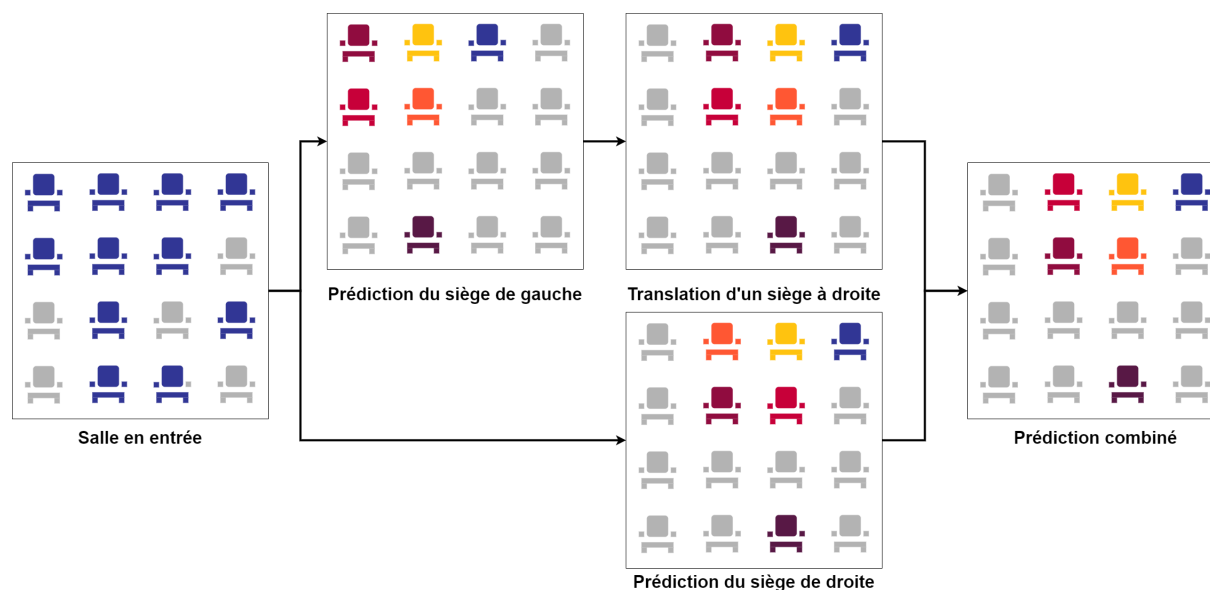 Prédiction du siège de gauche
Translation d'un siège à droite
Salle en entrée
Prédiction combiné
Prédiction du siège de droite